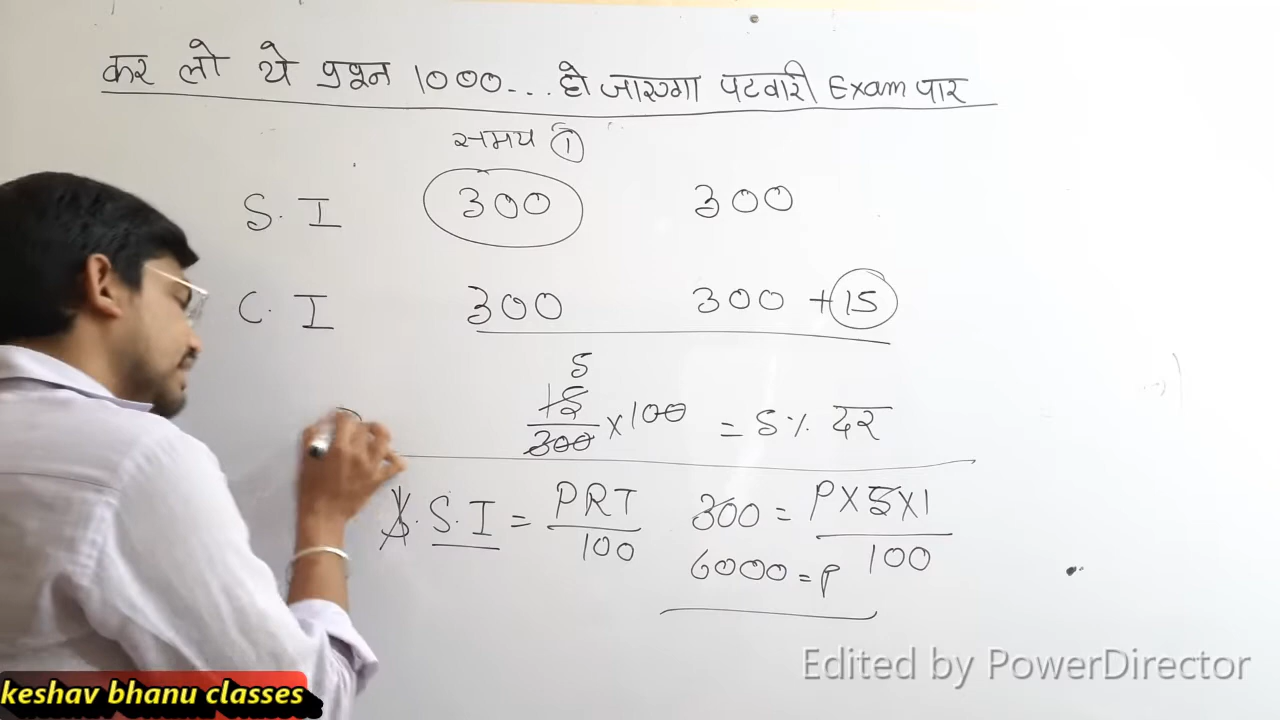 कर लो ये प्रश्न 1000... हो जाएगा पटवारी Exam पार
समय 1
S. I 300 300
C. I 300 300 + 15
5
15
300 × 100 = 5% दर
S. I = PRT 300 = P × 5 × 1
100 100
6000 = P
Edited by PowerDirector
keshav bhanu classes